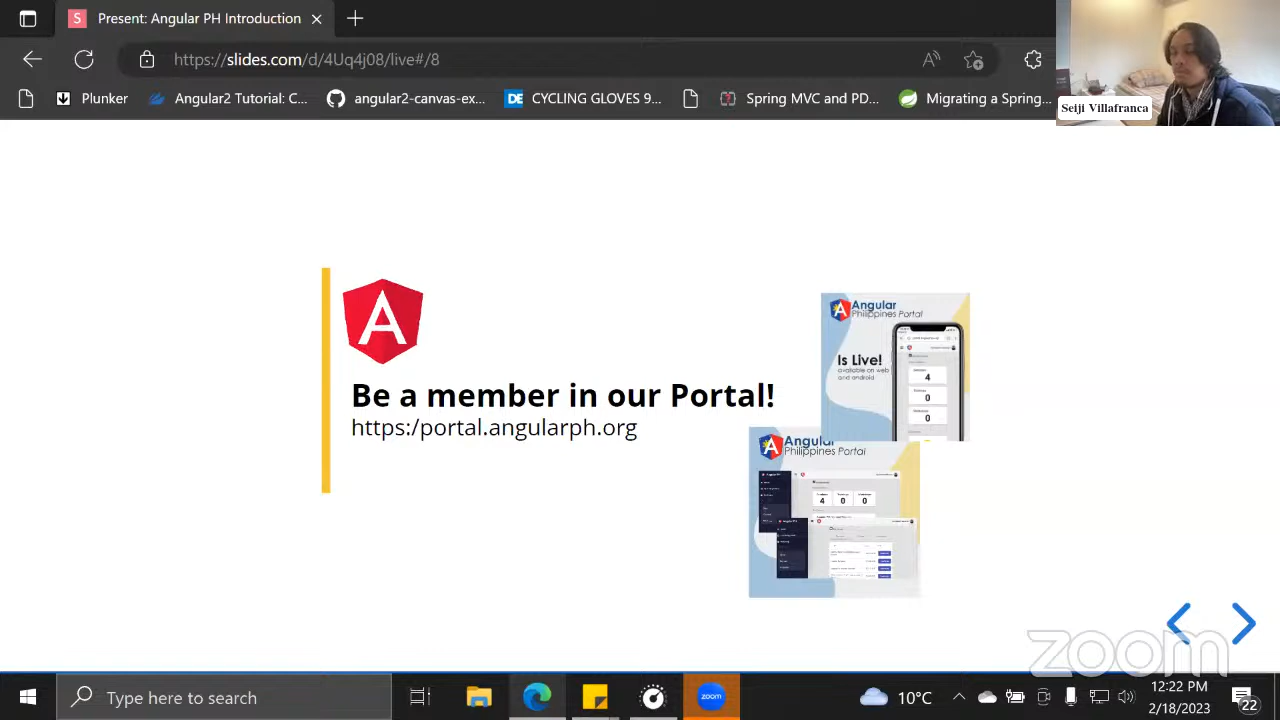 Present: Angular PH Introduction
https://slides.com/d/4Uq4j08/live#/8
Plunker
Angular2 Tutorial: C...
angular2-canvas-ex...
CYCLING GLOVES 9...
Spring MVC and PD...
Migrating a Spring...
Seiji Villafranca
Be a member in our Portal!
https:/portal.angularph.org
Angular
Philippines Portal
Is Live!
available on web
and android
4
0
0
Angular
Philippines Portal
4 0 0
zoom
Type here to search
zoom
10°C
12:22 PM
2/18/2023
22